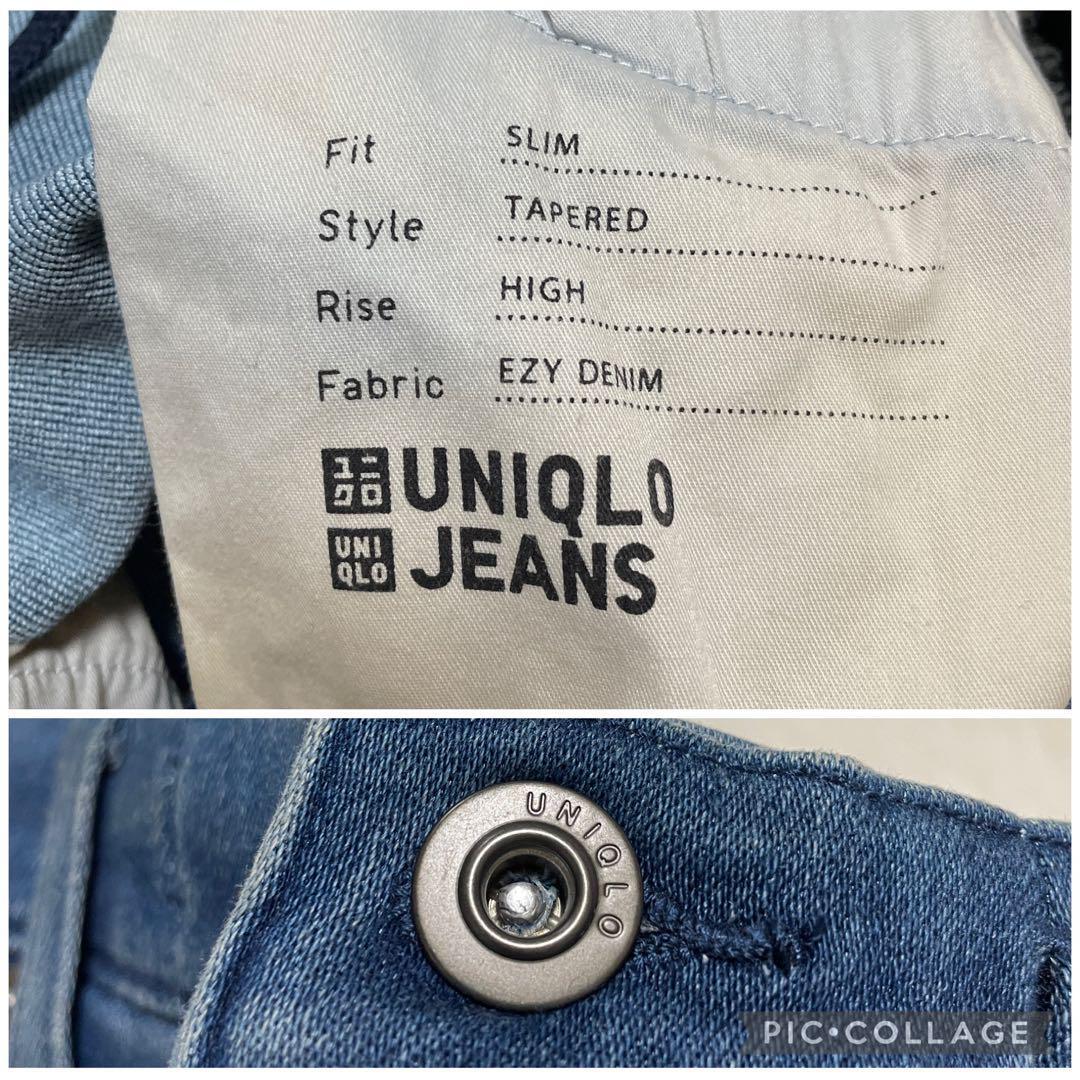 Fit SLIM
Style TAPERED
Rise HIGH
Fabric EZY DENIM
ユニ
クロ
UNIQLO
UNI
QLO
JEANS
UNIQLO
PIC•COLLAGE